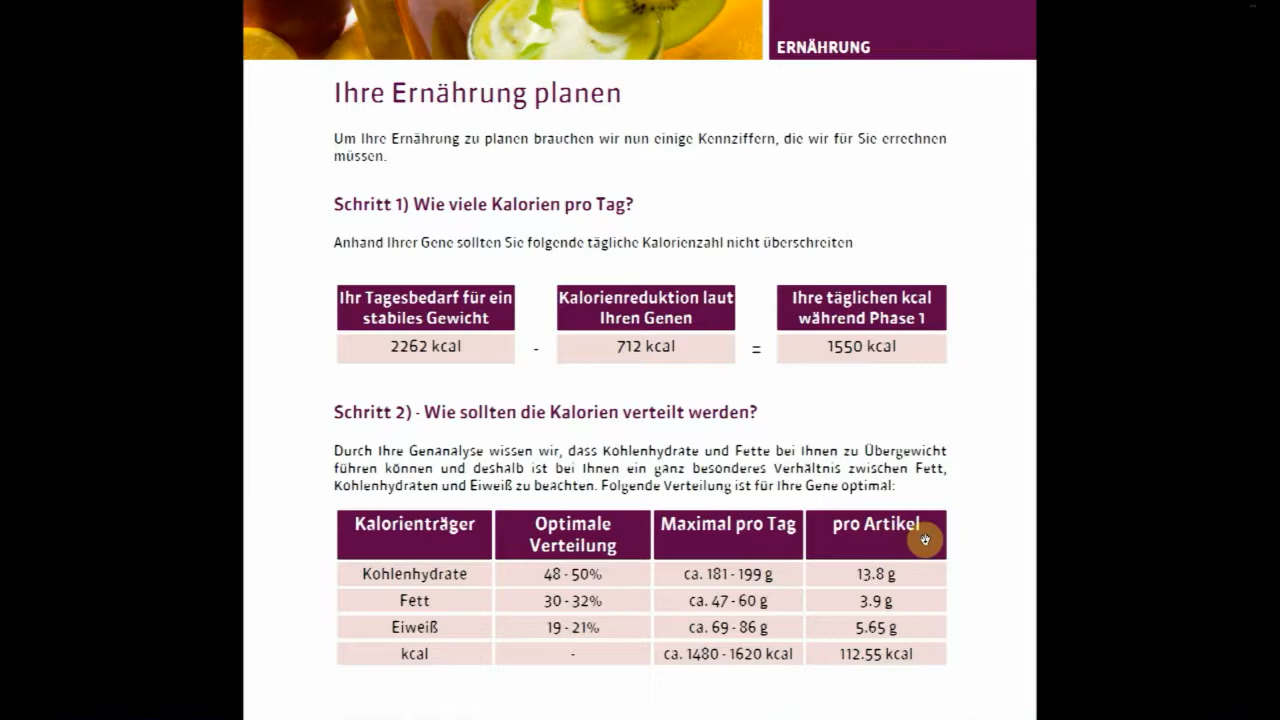 ERNÄHRUNG
Ihre Ernährung planen
Um Ihre Ernährung zu planen brauchen wir nun einige Kennziffern, die wir für Sie errechnen
müssen.
Schritt 1) Wie viele Kalorien pro Tag?
Anhand Ihrer Gene sollten Sie folgende tägliche Kalorienzahl nicht überschreiten
Ihr Tagesbedarf für ein Kalorienreduktion laut Ihre täglichen kcal
stabiles Gewicht Ihren Genen während Phase 1
2262 kcal - 712 kcal = 1550 kcal
Schritt 2) - Wie sollten die Kalorien verteilt werden?
Durch Ihre Genanalyse wissen wir, dass Kohlenhydrate und Fette bei Ihnen zu Übergewicht
führen können und deshalb ist bei Ihnen ein ganz besonderes Verhältnis zwischen Fett,
Kohlenhydraten und Eiweiß zu beachten. Folgende Verteilung ist für Ihre Gene optimal:
Kalorienträger Optimale Maximal pro Tag pro Artikel
Verteilung
Kohlenhydrate 48 - 50% ca. 181 - 199 g 13.8 g
Fett 30 - 32% ca. 47 - 60 g 3.9 g
Eiweiß 19 - 21% ca. 69 - 86 g 5.65 g
kcal - ca. 1480 - 1620 kcal 112.55 kcal